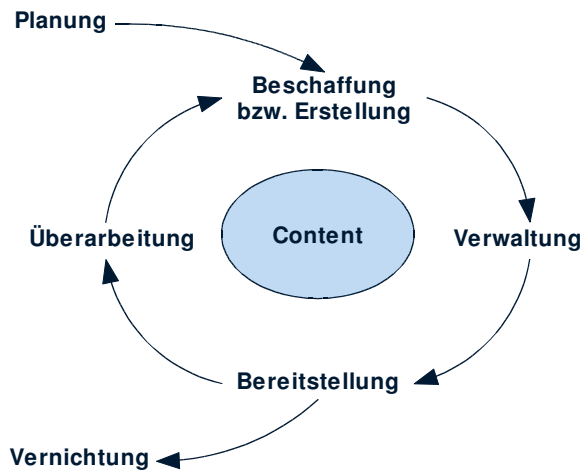 Planung
Beschaffung
bzw. Erstellung
Überarbeitung
Content
Verwaltung
Bereitstellung
Vernichtung